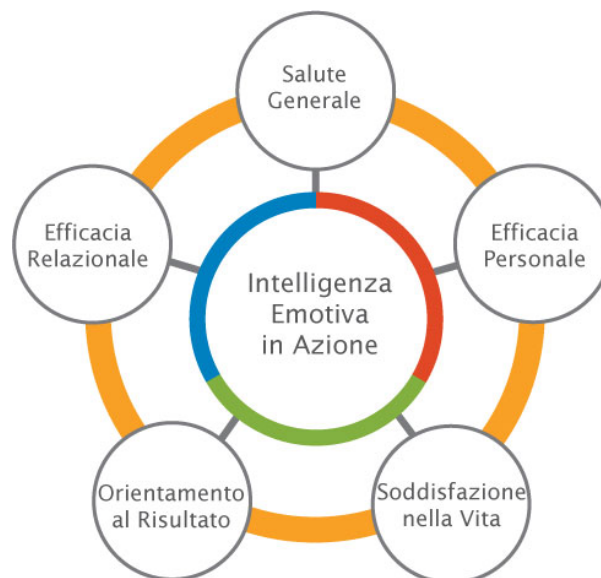 Salute
Generale
Efficacia
Relazionale
Efficacia
Personale
Intelligenza
Emotiva
in Azione
Orientamento
al Risultato
Soddisfazione
nella Vita